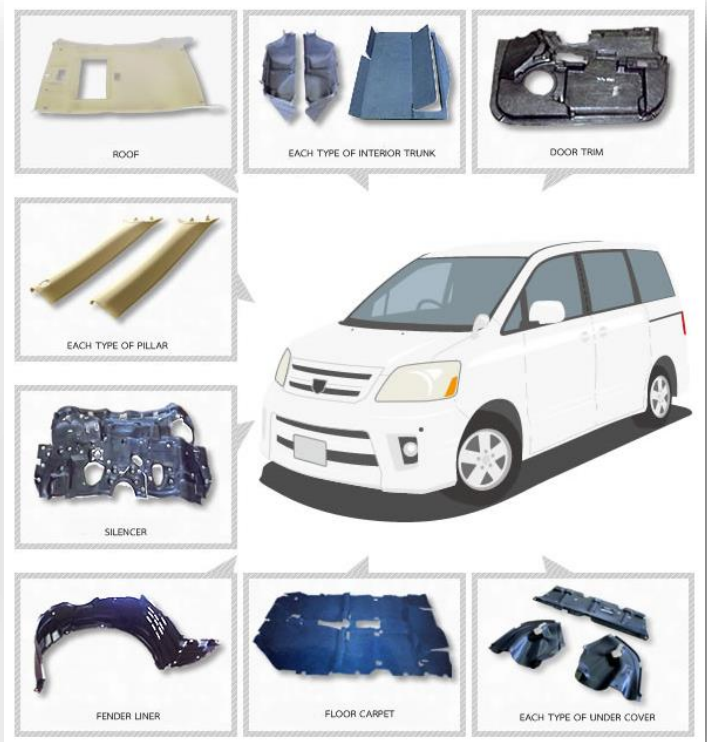 ROOF
EACH TYPE OF INTERIOR TRUNK
DOOR TRIM
EACH TYPE OF PILLAR
SILENCER
FENDER LINER
FLOOR CARPET
EACH TYPE OF UNDER COVER